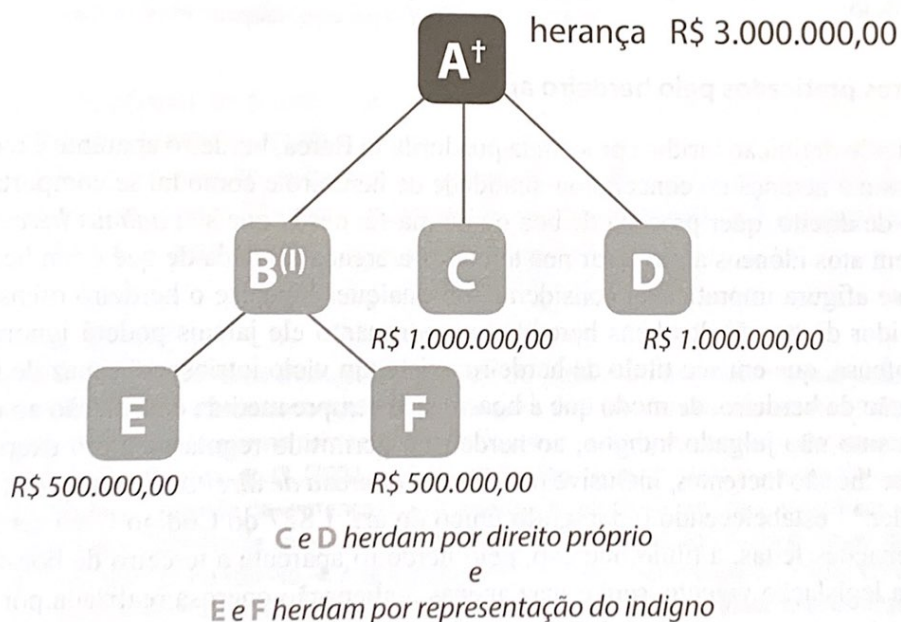 A† herança R$ 3.000.000,00
B(I) C D
R$ 1.000.000,00 R$ 1.000.000,00
E F
R$ 500.000,00 R$ 500.000,00
C e D herdam por direito próprio
e
E e F herdam por representação do indigno